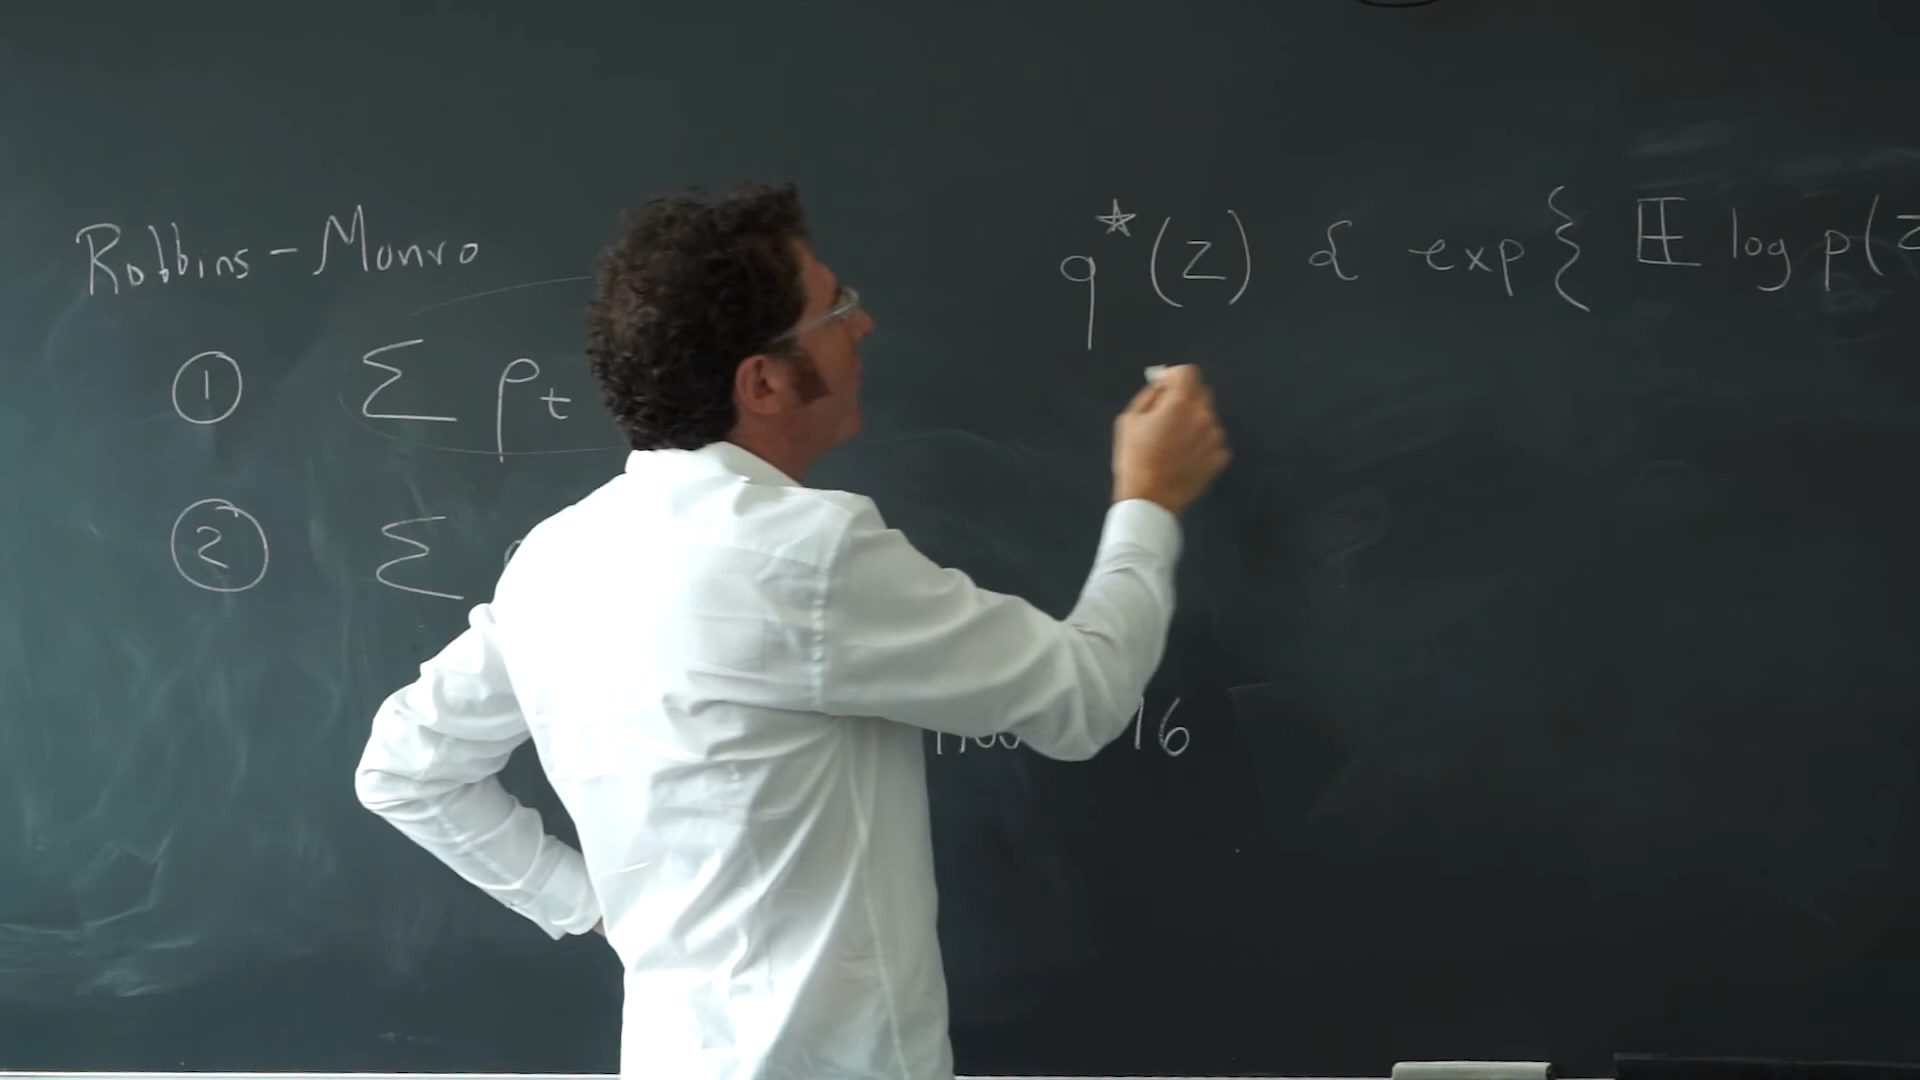 Robbins-Monro
① Σ ρt
② Σ
q*(z) ∝ exp{ 𝔼 log p(z
16